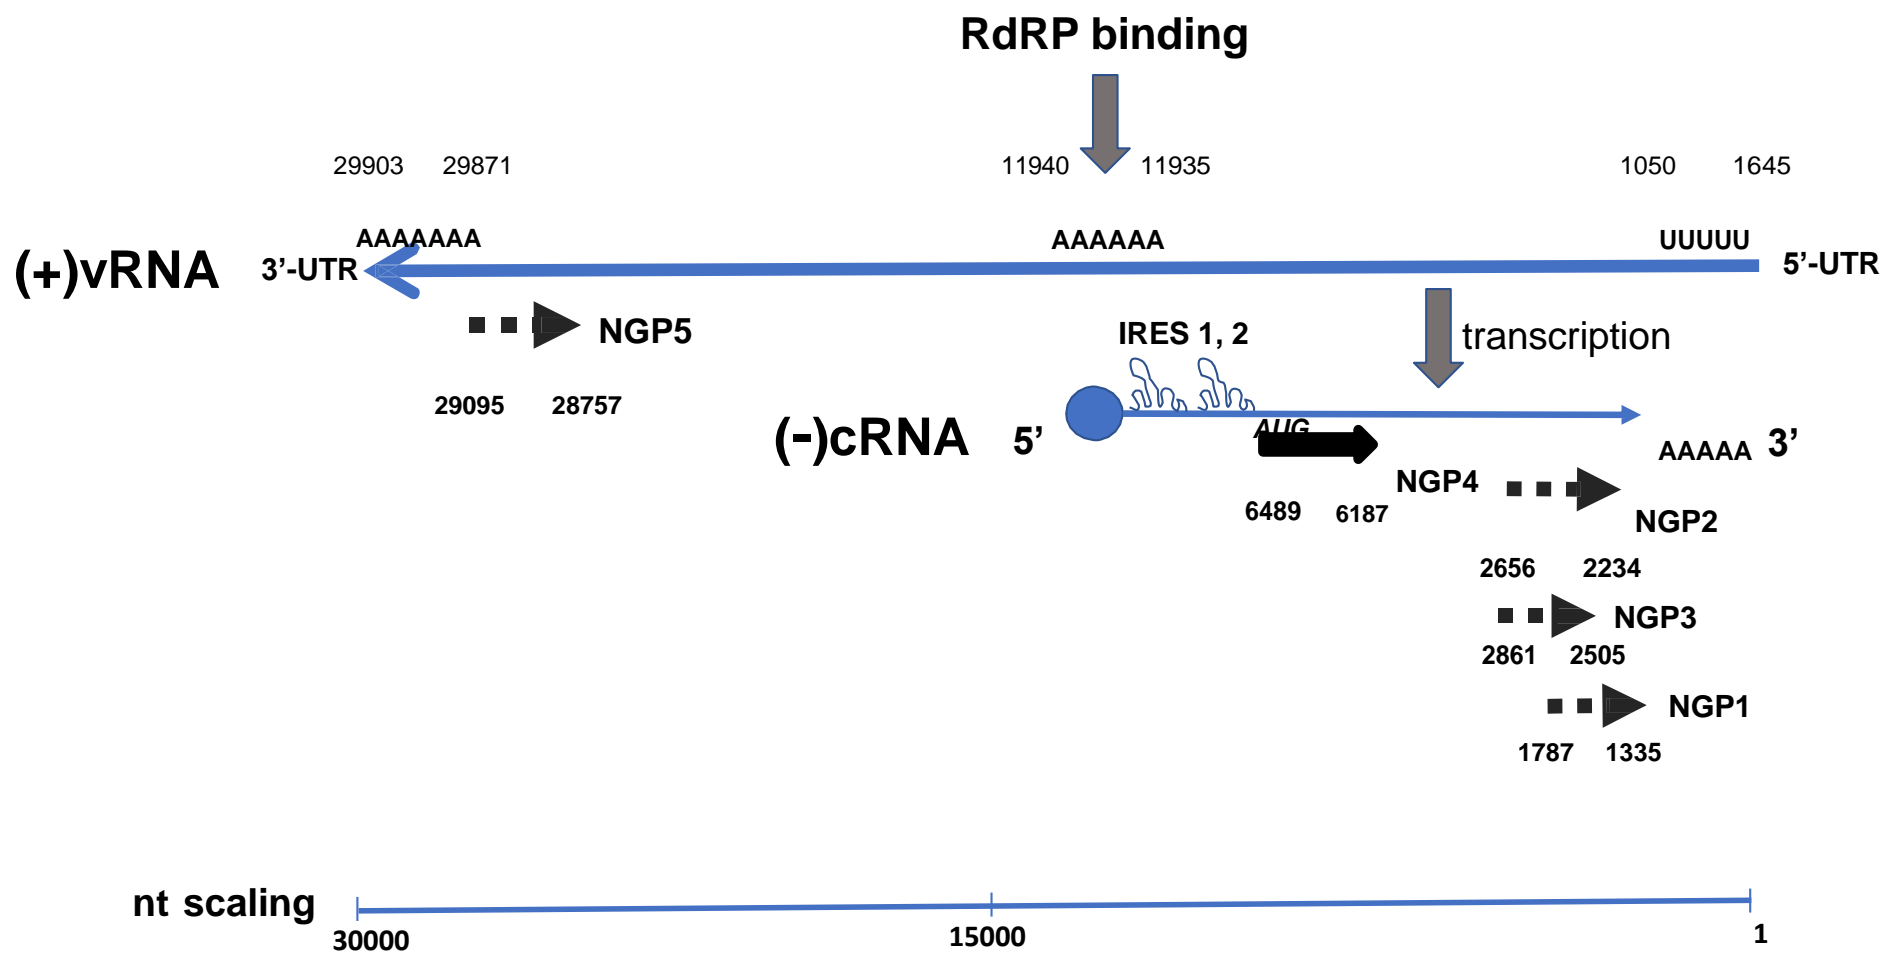 RdRP binding
29903 29871 11940 11935 1050 1645
AAAAAAA AAAAAA UUUUU
(+)vRNA 3’-UTR 5’-UTR
NGP5 IRES 1, 2 transcription
29095 28757
(-)cRNA 5’ AUG AAAAA 3’
NGP4
6489 6187 NGP2
2656 2234
NGP3
2861 2505
NGP1
1787 1335
nt scaling
30000 15000 1